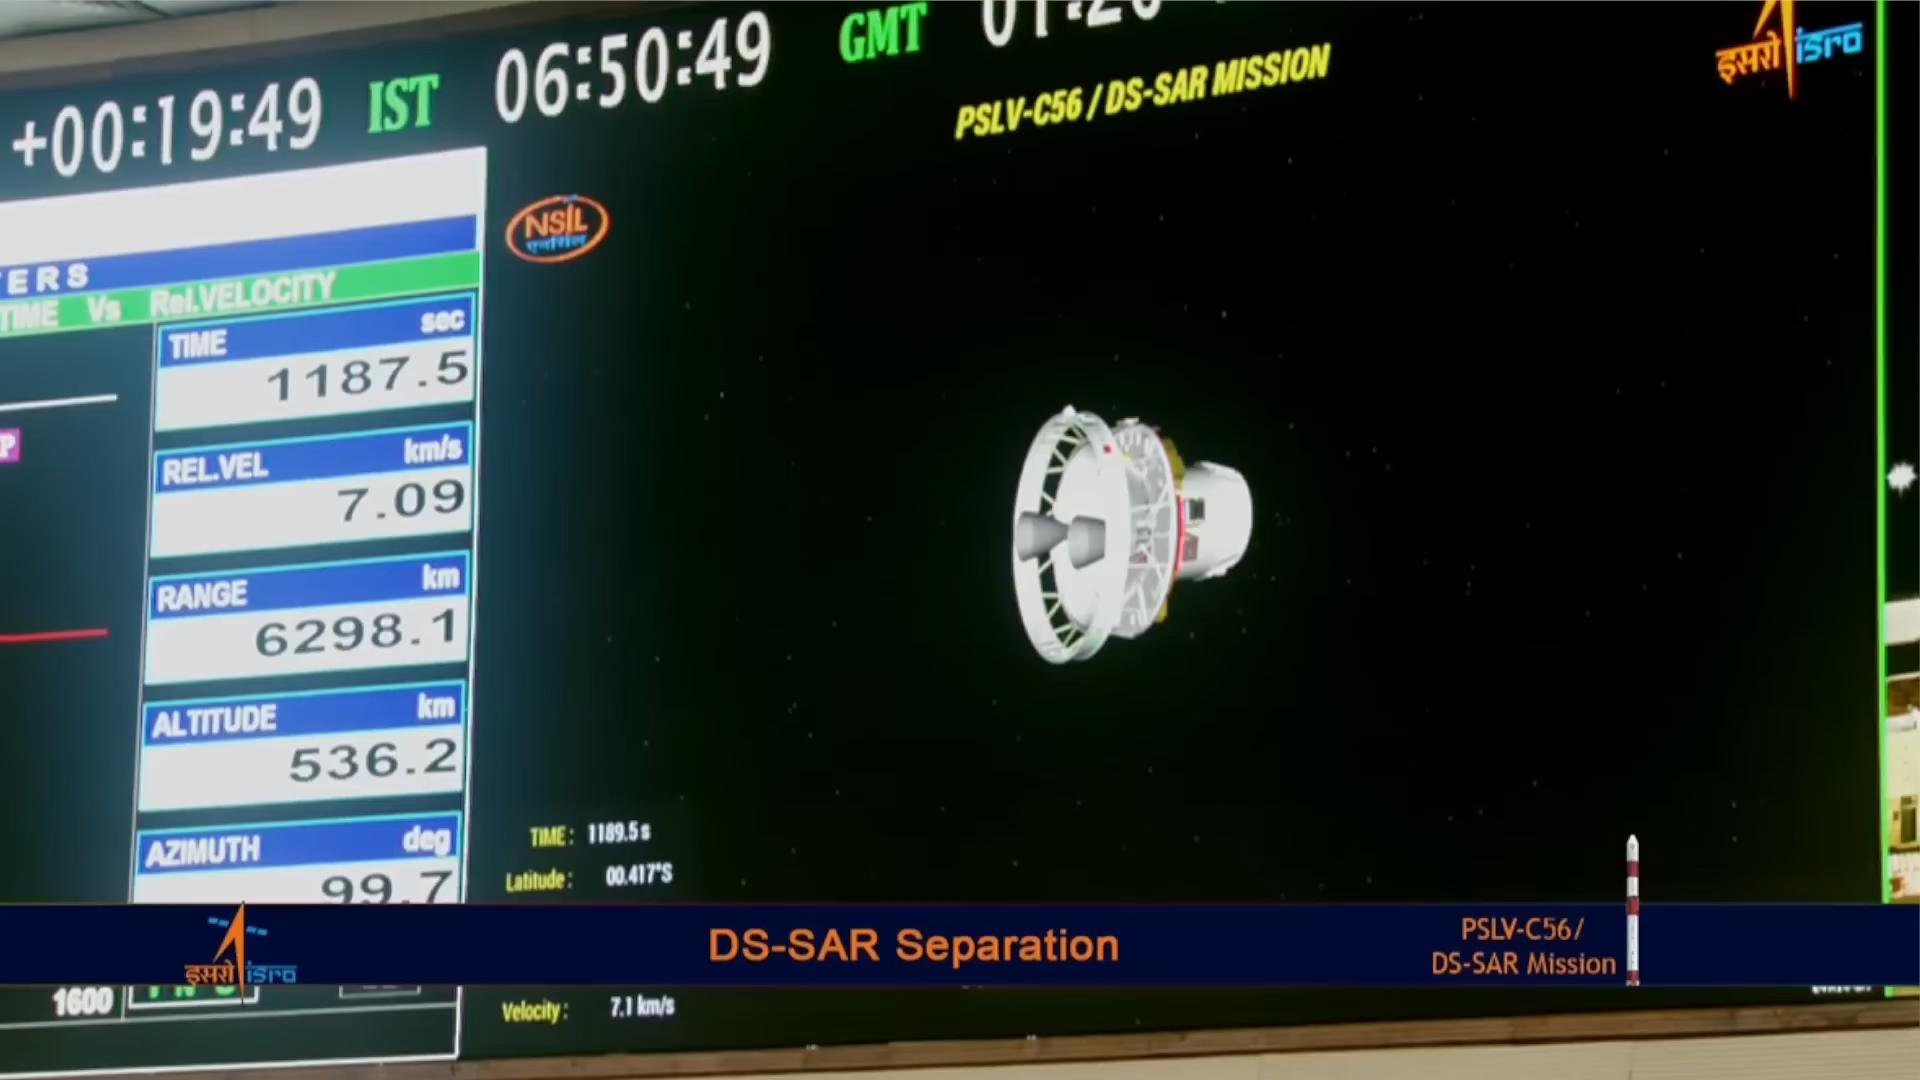 +00:19:49 IST 06:50:49 GMT
PSLV-C56 / DS-SAR MISSION
इसरो isro
NSIL
एनसिल
TIME Vs Rel.VELOCITY
TIME sec
1187.5
REL.VEL km/s
7.09
RANGE km
6298.1
ALTITUDE km
536.2
AZIMUTH deg
99.7
P
TIME : 1189.5 s
Latitude : 00.417°S
इसरो isro
DS-SAR Separation
PSLV-C56/
DS-SAR Mission
1600
Velocity : 7.1 km/s